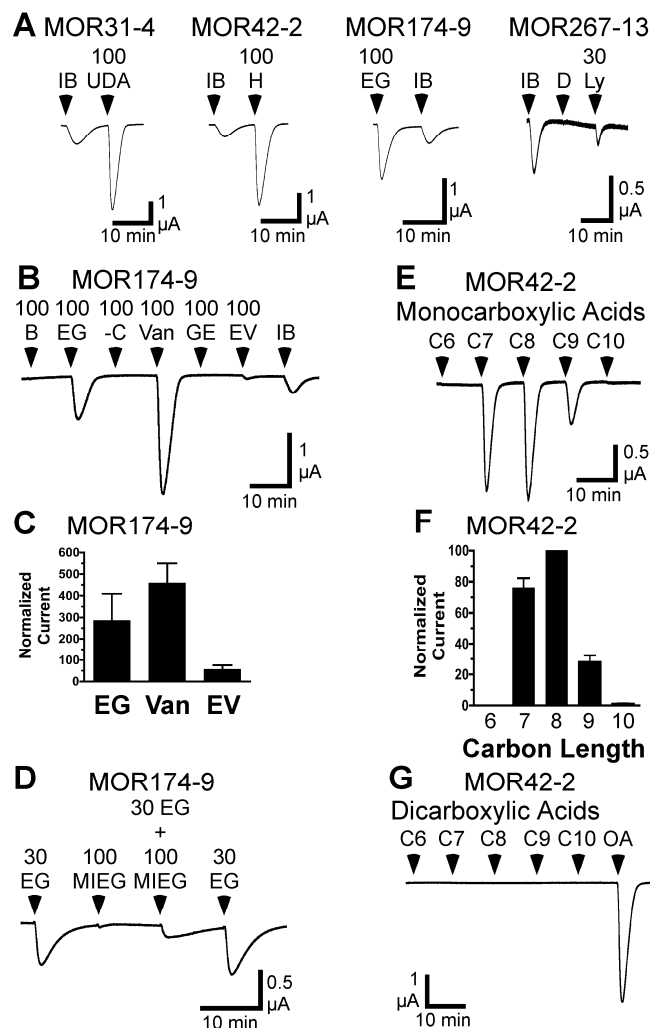 A
MOR31-4 MOR42-2 MOR174-9 MOR267-13
100 100 100 30
IB UDA IB H EG IB IB D Ly
1 µA 10 min
1 µA 10 min
1 µA 10 min
0.5 µA 10 min
B
MOR174-9
100 100 100 100 100 100
B EG -C Van GE EV IB
1
µA
10 min
C
MOR174-9
Normalized Current
600
500
400
300
200
100
0
EG Van EV
D
MOR174-9
30 EG
+
30 100 100 30
EG MIEG MIEG EG
0.5
µA
10 min
E
MOR42-2
Monocarboxylic Acids
C6 C7 C8 C9 C10
0.5
µA
10 min
F
MOR42-2
Normalized Current
100
80
60
40
20
0
6 7 8 9 10
Carbon Length
G
MOR42-2
Dicarboxylic Acids
C6 C7 C8 C9 C10 OA
1
µA
10 min